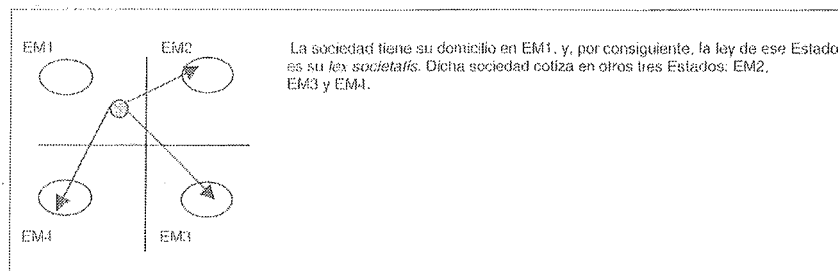 EM1
EM2
La sociedad tiene su domicilio en EM1, y, por consiguiente, la ley de ese Estado
es su lex societatis. Dicha sociedad cotiza en otros tres Estados: EM2,
EM3 y EM4.
EM4
EM3